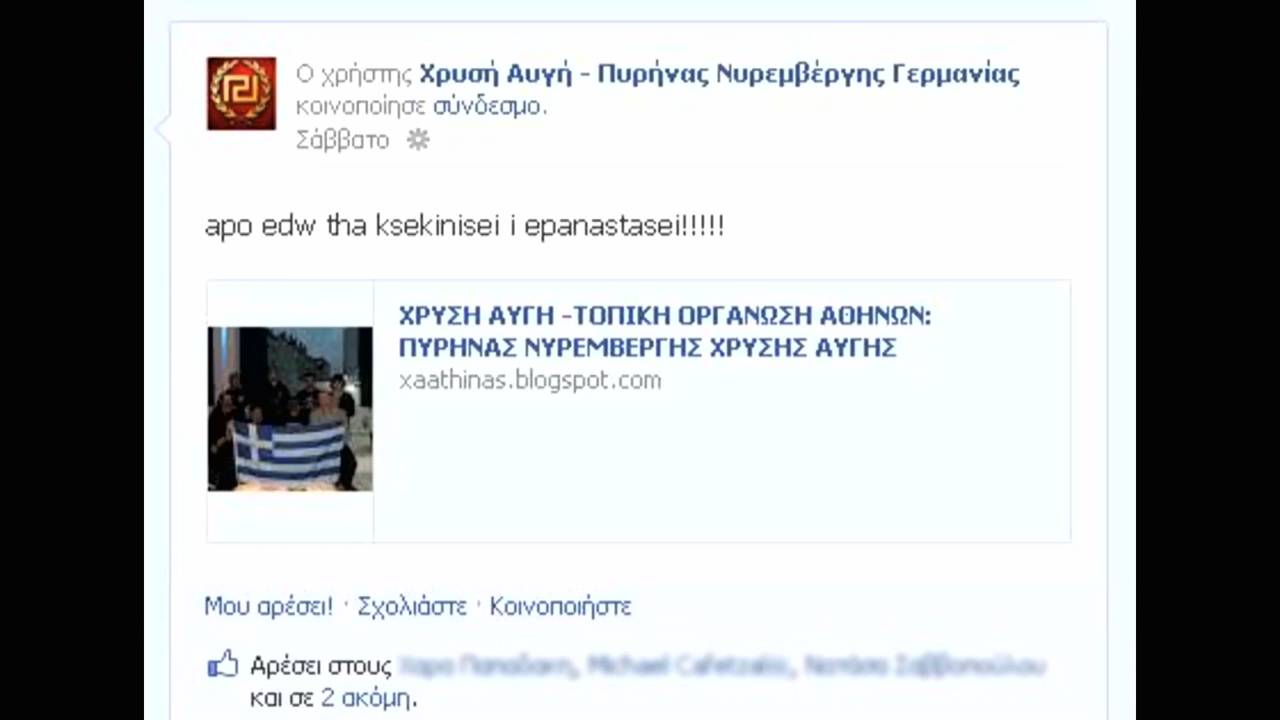 Ο χρήστης Χρυσή Αυγή - Πυρήνας Νυρεμβέργης Γερμανίας
κοινοποίησε σύνδεσμο.
Σάββατο
apo edw tha ksekinisei i epanastasei!!!!!
ΧΡΥΣΗ ΑΥΓΗ -ΤΟΠΙΚΗ ΟΡΓΑΝΩΣΗ ΑΘΗΝΩΝ:
ΠΥΡΗΝΑΣ ΝΥΡΕΜΒΕΡΓΗΣ ΧΡΥΣΗΣ ΑΥΓΗΣ
xaathinas.blogspot.com
Μου αρέσει! · Σχολιάστε · Κοινοποιήστε
Αρέσει στους
και σε 2 ακόμη.